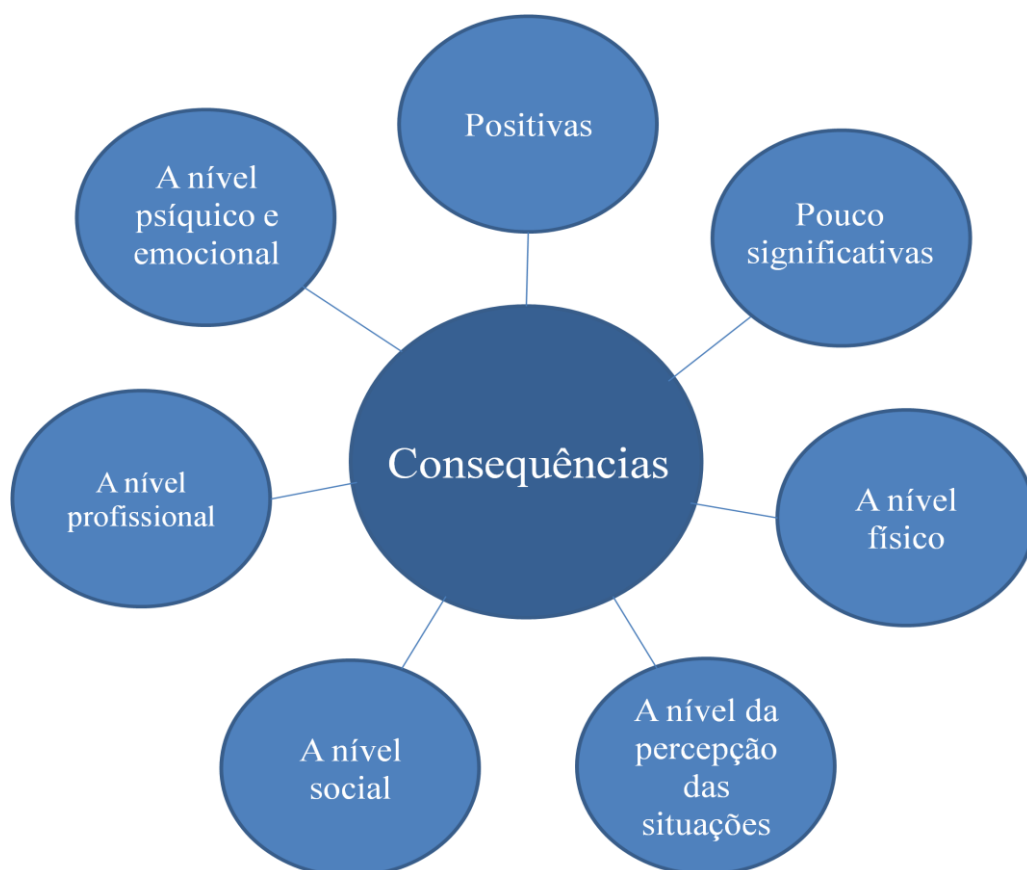 Positivas
A nível
psíquico e
emocional
Pouco
significativas
Consequências
A nível
profissional
A nível
físico
A nível
social
A nível da
percepção
das
situações